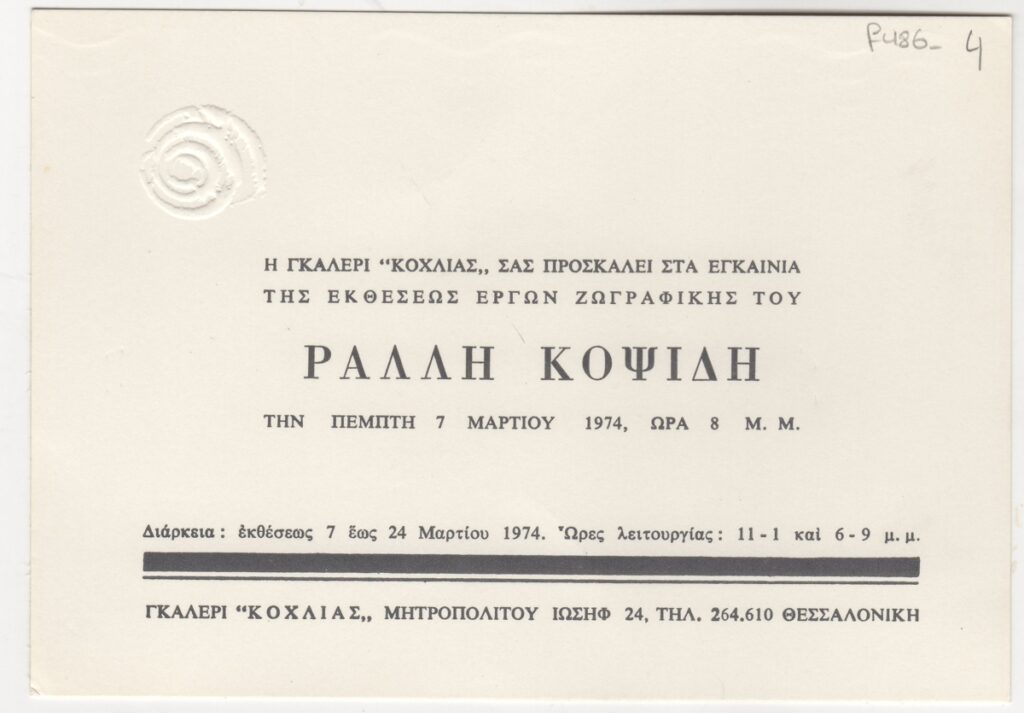 Ρ486- 4
Η ΓΚΑΛΕΡΙ “ΚΟΧΛΙΑΣ„ ΣΑΣ ΠΡΟΣΚΑΛΕΙ ΣΤΑ ΕΓΚΑΙΝΙΑ
ΤΗΣ ΕΚΘΕΣΕΩΣ ΕΡΓΩΝ ΖΩΓΡΑΦΙΚΗΣ ΤΟΥ
ΡΑΛΛΗ ΚΟΨΙΔΗ
ΤΗΝ ΠΕΜΠΤΗ 7 ΜΑΡΤΙΟΥ 1974, ΩΡΑ 8 Μ. Μ.
Διάρκεια : ἐκθέσεως 7 ἕως 24 Μαρτίου 1974. Ὧρες λειτουργίας : 11 - 1 καὶ 6 - 9 μ. μ.
ΓΚΑΛΕΡΙ “ΚΟΧΛΙΑΣ„ ΜΗΤΡΟΠΟΛΙΤΟΥ ΙΩΣΗΦ 24, ΤΗΛ. 264.610 ΘΕΣΣΑΛΟΝΙΚΗ